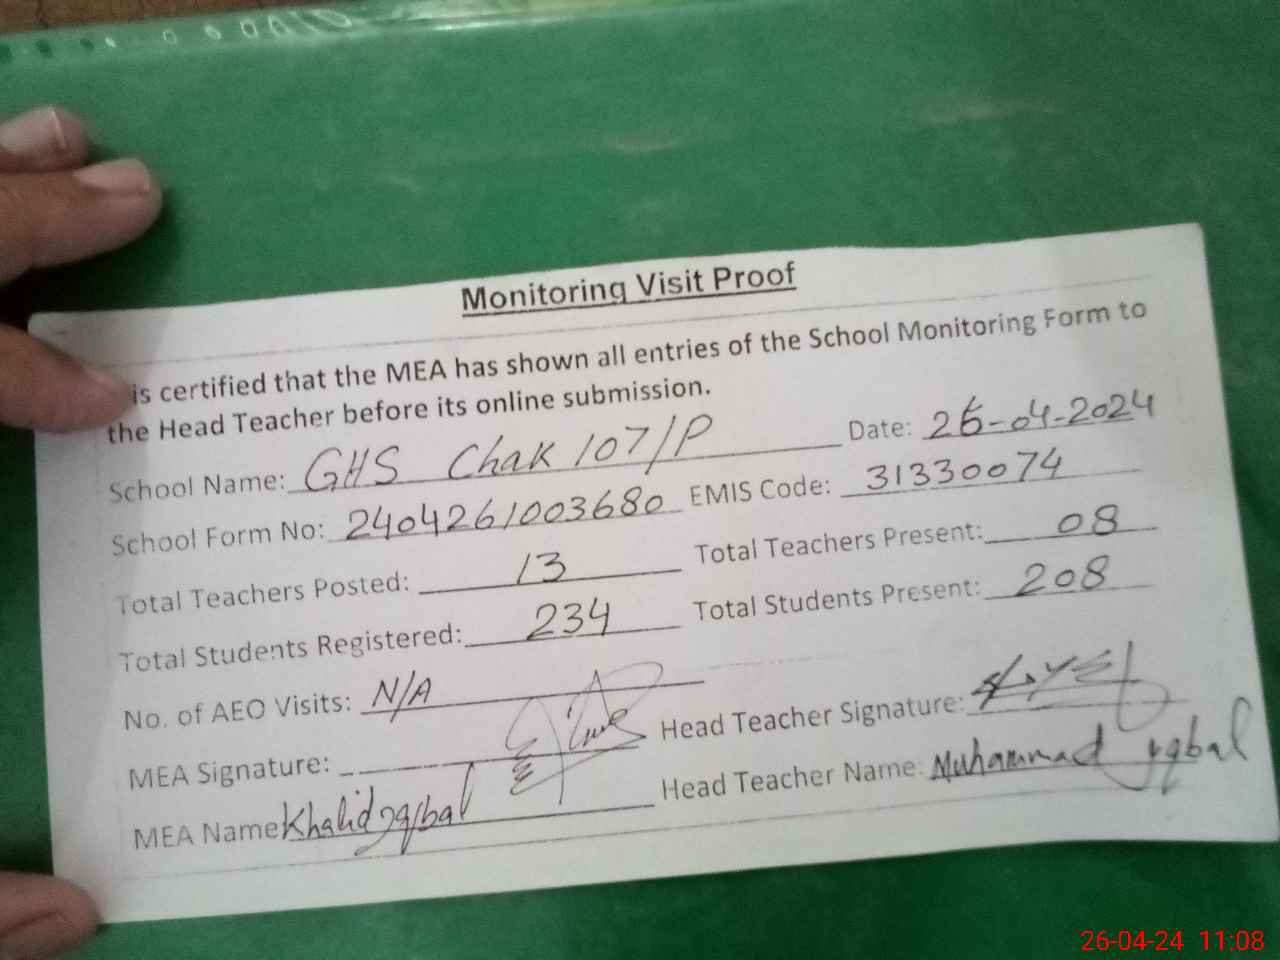 Monitoring Visit Proof
is certified that the MEA has shown all entries of the School Monitoring Form to
the Head Teacher before its online submission.
School Name: GHS Chak 107/P Date: 26-04-2024
School Form No: 2404261003680 EMIS Code: 31330074
Total Teachers Posted: 13 Total Teachers Present: 08
Total Students Registered: 234 Total Students Present: 208
No. of AEO Visits: N/A
MEA Signature: Head Teacher Signature:
MEA Name Khalid Iqbal Head Teacher Name: Muhammad Iqbal
26-04-24 11:08